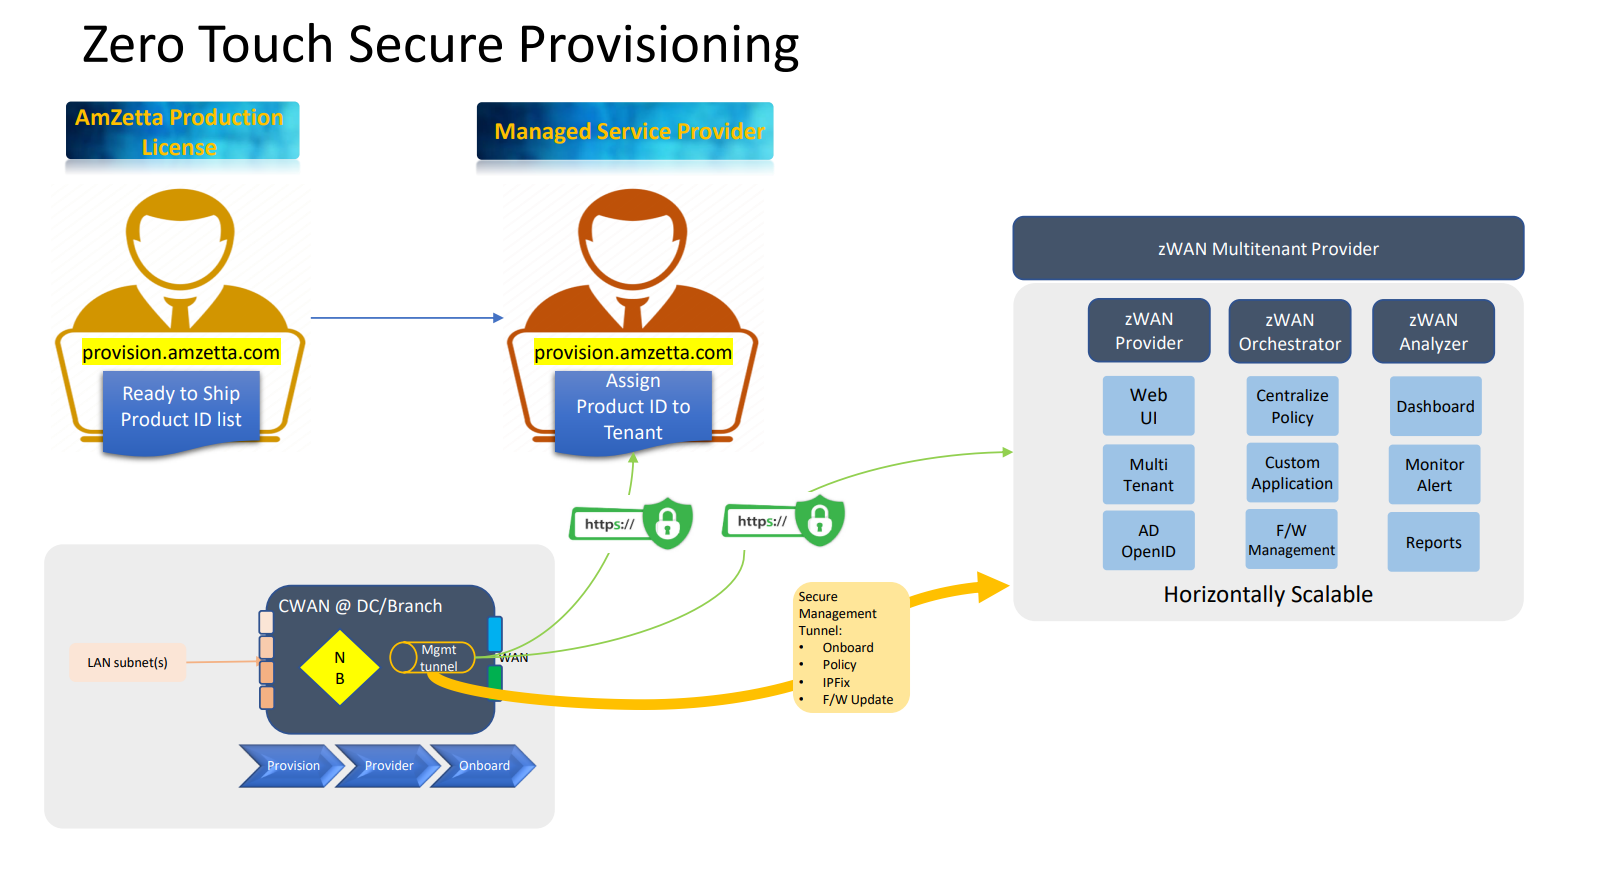 Zero Touch Secure Provisioning
AmZetta Production
License
Managed Service Provider
provision.amzetta.com
Ready to Ship
Product ID list
provision.amzetta.com
Assign
Product ID to
Tenant
https://
https://
zWAN Multitenant Provider
zWAN
Provider
zWAN
Orchestrator
zWAN
Analyzer
Web
UI
Centralize
Policy
Dashboard
Multi
Tenant
Custom
Application
Monitor
Alert
AD
OpenID
F/W
Management
Reports
Horizontally Scalable
CWAN @ DC/Branch
LAN subnet(s)
N
B
Mgmt
tunnel
WAN
Secure
Management
Tunnel:
• Onboard
• Policy
• IPFix
• F/W Update
Provision
Provider
Onboard